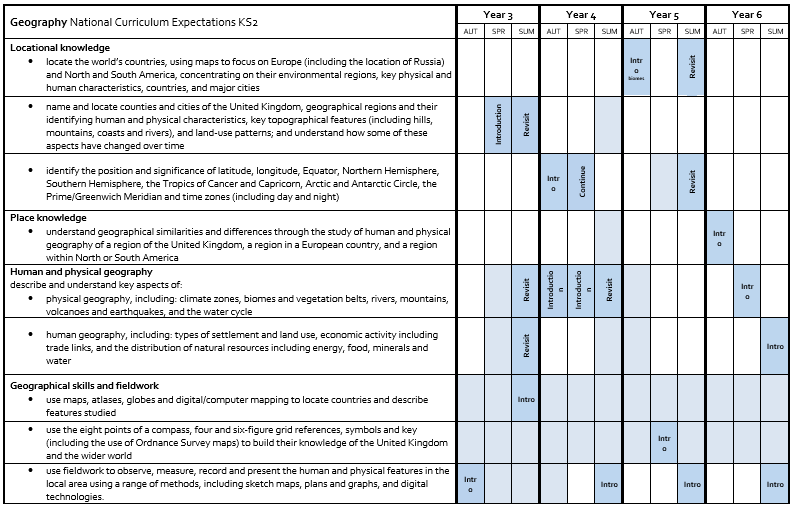 Geography National Curriculum Expectations KS2
Year 3 Year 4 Year 5 Year 6
AUT SPR SUM AUT SPR SUM AUT SPR SUM AUT SPR SUM
Locational knowledge
• locate the world's countries, using maps to focus on Europe (including the location of Russia)
and North and South America, concentrating on their environmental regions, key physical and
human characteristics, countries, and major cities
Intr
o
biomes
Revisit
• name and locate counties and cities of the United Kingdom, geographical regions and their
identifying human and physical characteristics, key topographical features (including hills,
mountains, coasts and rivers), and land-use patterns; and understand how some of these
aspects have changed over time
Introduction
Revisit
• identify the position and significance of latitude, longitude, Equator, Northern Hemisphere,
Southern Hemisphere, the Tropics of Cancer and Capricorn, Arctic and Antarctic Circle, the
Prime/Greenwich Meridian and time zones (including day and night)
Intr
o
Continue
Revisit
Place knowledge
• understand geographical similarities and differences through the study of human and physical
geography of a region of the United Kingdom, a region in a European country, and a region
within North or South America
Intr
o
Human and physical geography
describe and understand key aspects of:
• physical geography, including: climate zones, biomes and vegetation belts, rivers, mountains,
volcanoes and earthquakes, and the water cycle
Revisit
Introductio
n
Introductio
n
Revisit
Intr
o
• human geography, including: types of settlement and land use, economic activity including
trade links, and the distribution of natural resources including energy, food, minerals and
water
Revisit
Intro
Geographical skills and fieldwork
• use maps, atlases, globes and digital/computer mapping to locate countries and describe
features studied
Intro
• use the eight points of a compass, four and six-figure grid references, symbols and key
(including the use of Ordnance Survey maps) to build their knowledge of the United Kingdom
and the wider world
Intr
o
• use fieldwork to observe, measure, record and present the human and physical features in the
local area using a range of methods, including sketch maps, plans and graphs, and digital
technologies.
Intr
o
Intro
Intro
Intro